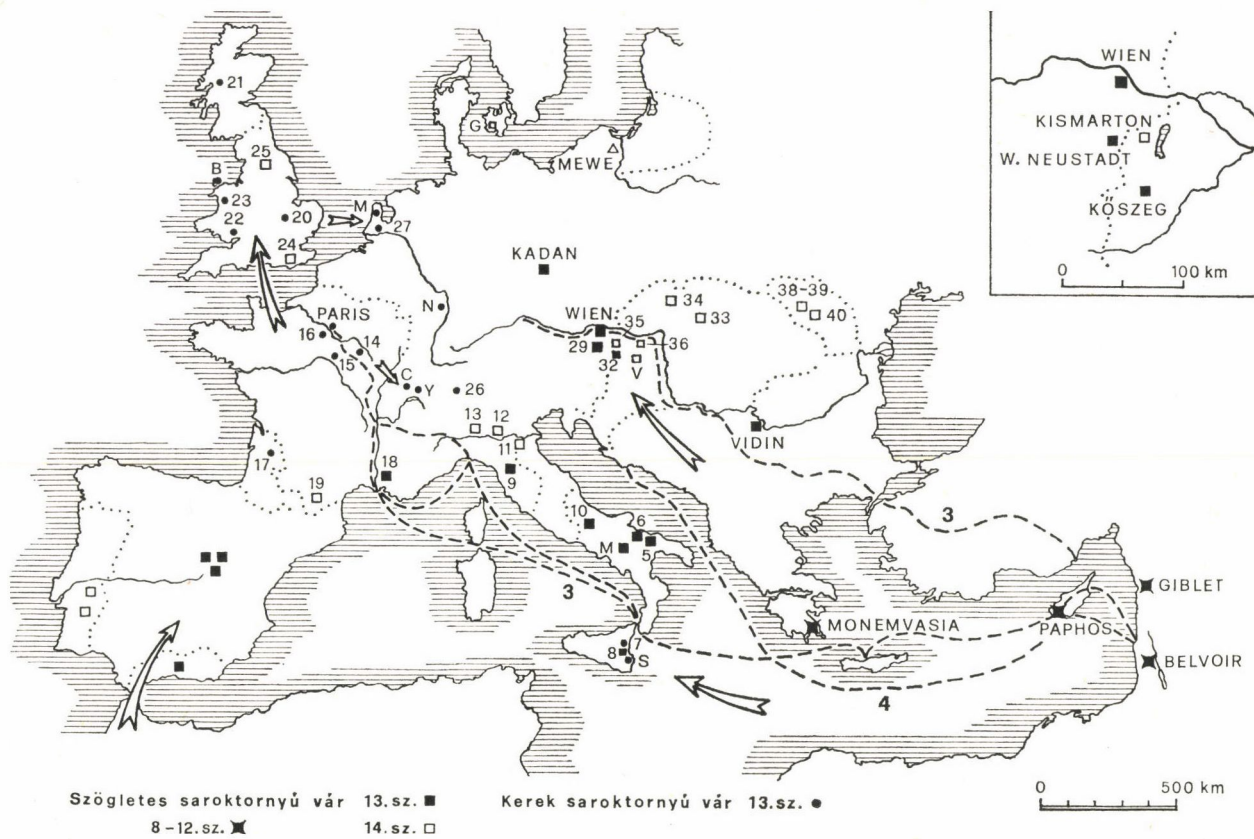 21
25
B
23
22
20
24
M
27
G
MEWE
KADAN
N
PARIS
16
15
14
C
Y
26
WIEN
29
32
35
36
V
34
33
38-39
40
VIDIN
13
12
11
9
10
M
6
5
17
19
18
3
3
4
8
7
S
MONEMVASIA
PAPHOS
GIBLET
BELVOIR
WIEN
KISMARTON
W. NEUSTADT
KŐSZEG
0 100 km
0 500 km
Szögletes saroktornyú vár 13.sz. ■
8–12.sz.
14.sz. □
Kerek saroktornyú vár 13.sz. ●